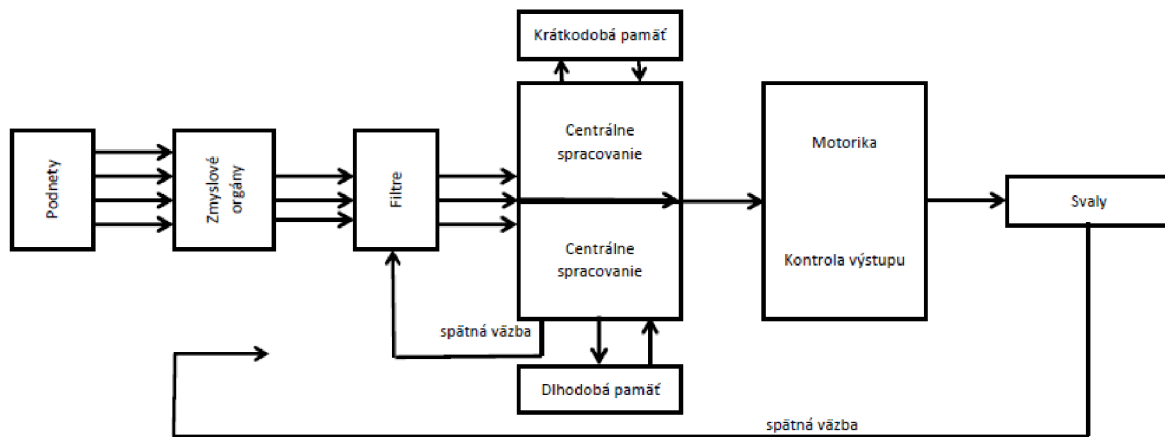 Krátkodobá pamäť
Podnety
Zmyslové
orgány
Filtre
Centrálne
spracovanie
Centrálne
spracovanie
Motorika
Kontrola výstupu
Svaly
spätná väzba
Dlhodobá pamäť
spätná väzba